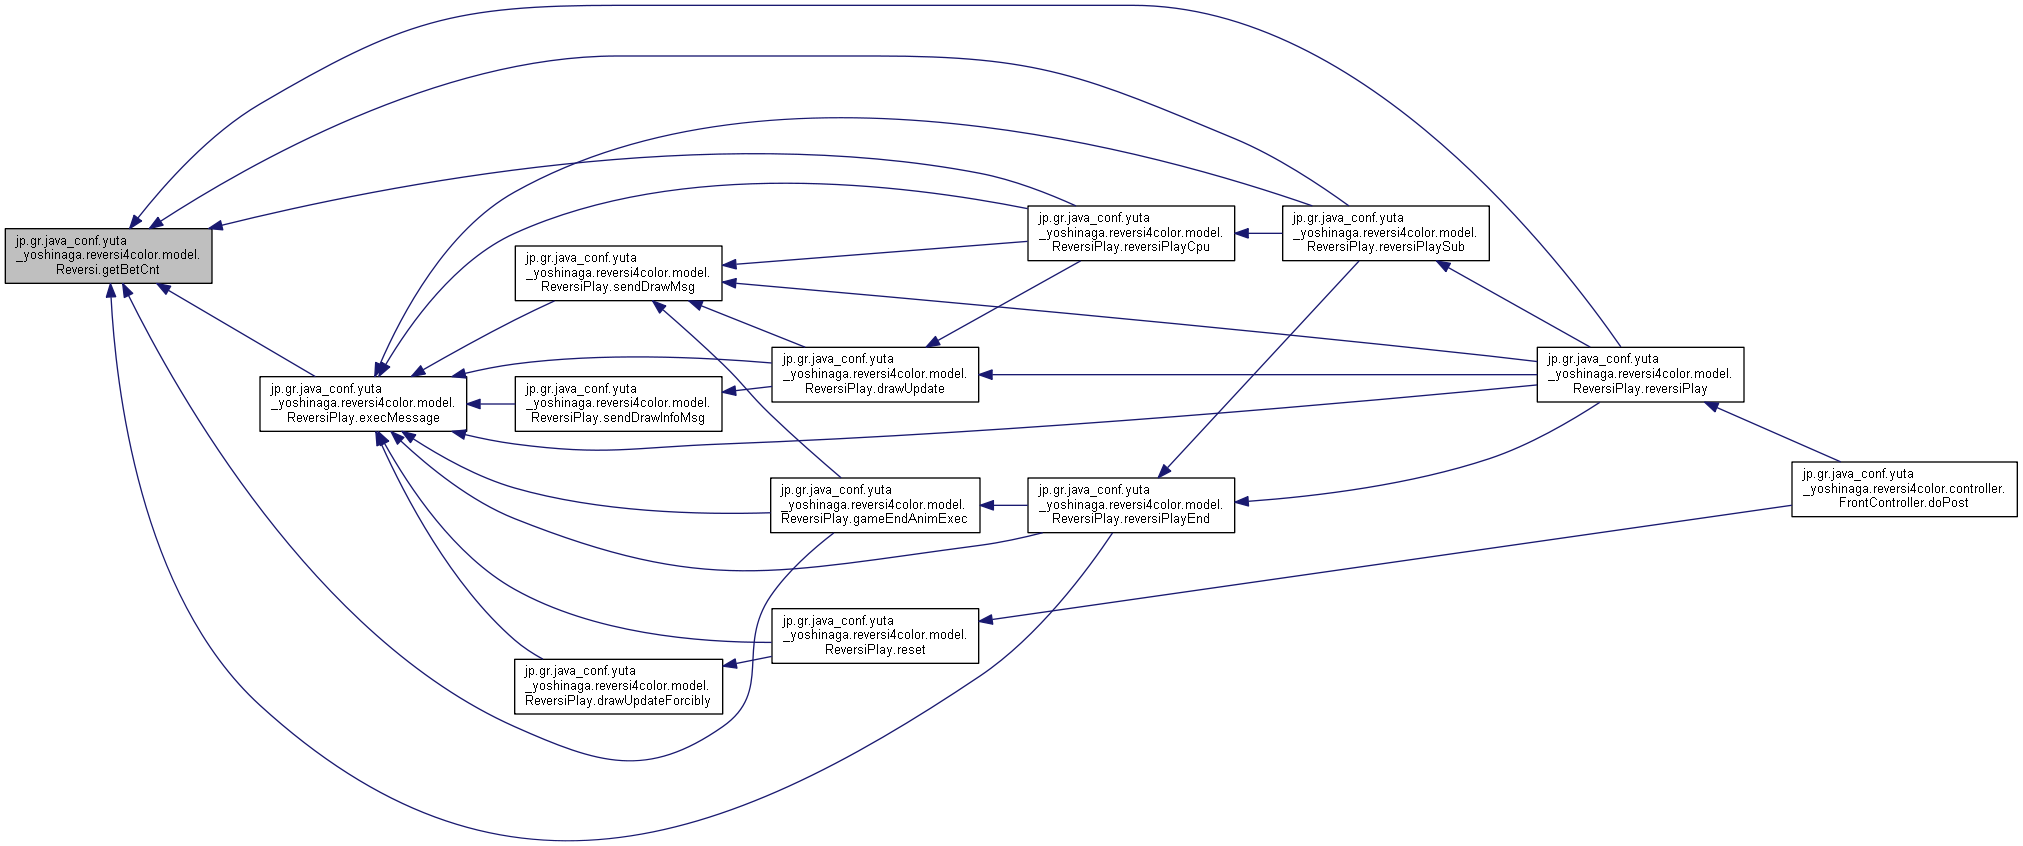 jp.gr.java_conf.yuta
_yoshinaga.reversi4color.model.
Reversi.getBetCnt
jp.gr.java_conf.yuta
_yoshinaga.reversi4color.model.
ReversiPlay.execMessage
jp.gr.java_conf.yuta
_yoshinaga.reversi4color.model.
ReversiPlay.sendDrawMsg
jp.gr.java_conf.yuta
_yoshinaga.reversi4color.model.
ReversiPlay.sendDrawInfoMsg
jp.gr.java_conf.yuta
_yoshinaga.reversi4color.model.
ReversiPlay.drawUpdateForcibly
jp.gr.java_conf.yuta
_yoshinaga.reversi4color.model.
ReversiPlay.drawUpdate
jp.gr.java_conf.yuta
_yoshinaga.reversi4color.model.
ReversiPlay.gameEndAnimExec
jp.gr.java_conf.yuta
_yoshinaga.reversi4color.model.
ReversiPlay.reset
jp.gr.java_conf.yuta
_yoshinaga.reversi4color.model.
ReversiPlay.reversiPlayCpu
jp.gr.java_conf.yuta
_yoshinaga.reversi4color.model.
ReversiPlay.reversiPlayEnd
jp.gr.java_conf.yuta
_yoshinaga.reversi4color.model.
ReversiPlay.reversiPlaySub
jp.gr.java_conf.yuta
_yoshinaga.reversi4color.model.
ReversiPlay.reversiPlay
jp.gr.java_conf.yuta
_yoshinaga.reversi4color.controller.
FrontController.doPost